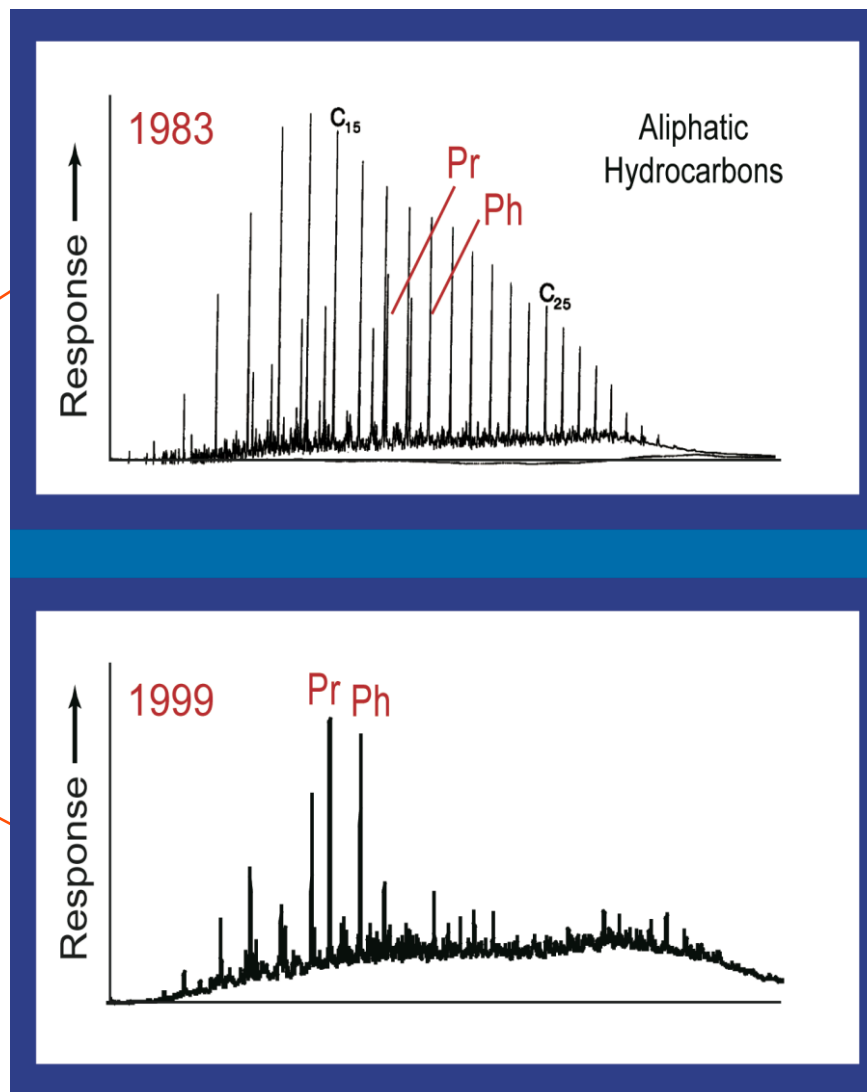 1983
C₁₅
Aliphatic
Hydrocarbons
Pr
Ph
C₂₅
Response
1999
Pr Ph
Response